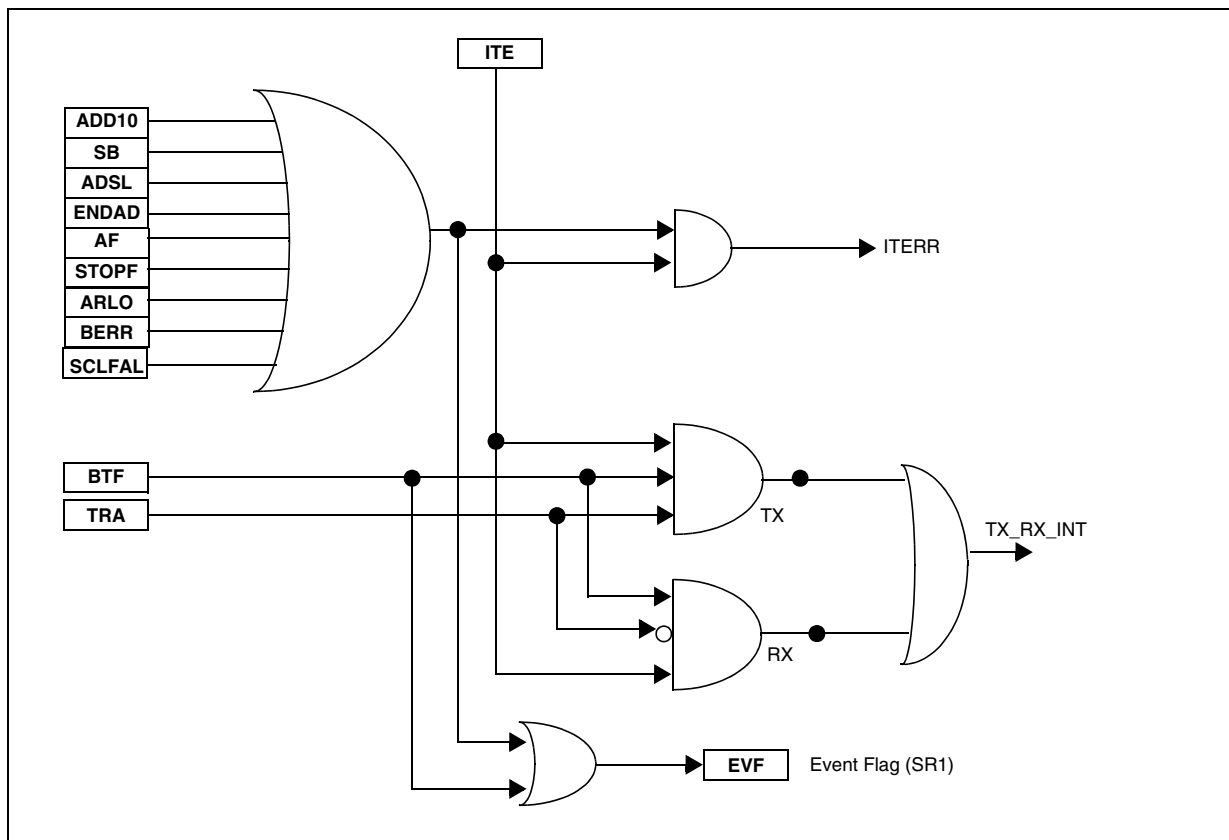 ITE
ADD10
SB
ADSL
ENDAD
AF
STOPF
ARLO
BERR
SCLFAL
ITERR
BTF
TRA
TX
TX_RX_INT
RX
EVF Event Flag (SR1)